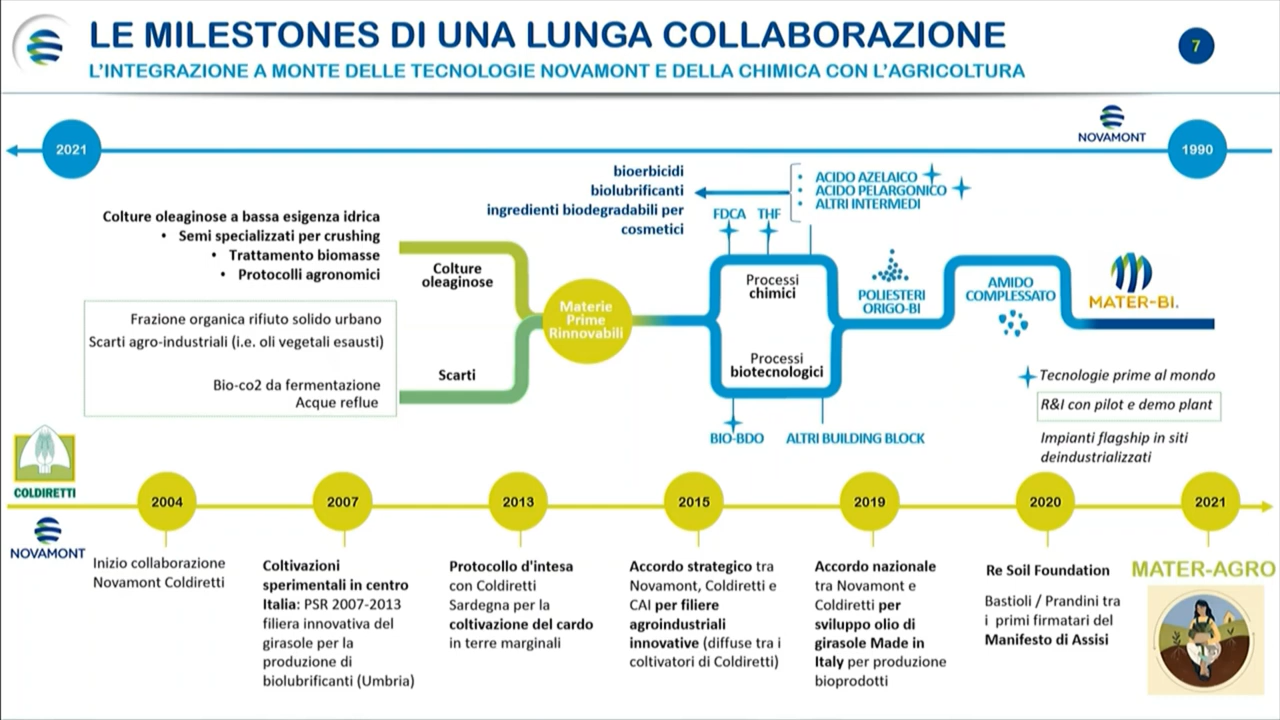 LE MILESTONES DI UNA LUNGA COLLABORAZIONE
L'INTEGRAZIONE A MONTE DELLE TECNOLOGIE NOVAMONT E DELLA CHIMICA CON L'AGRICOLTURA
7
NOVAMONT
2021
1990
bioerbicidi
biolubrificanti
ingredienti biodegradabili per
cosmetici
• ACIDO AZELAICO
• ACIDO PELARGONICO
• ALTRI INTERMEDI
FDCA THF
Colture oleaginose a bassa esigenza idrica
• Semi specializzati per crushing
• Trattamento biomasse
• Protocolli agronomici
Colture
oleaginose
Frazione organica rifiuto solido urbano
Scarti agro-industriali (i.e. oli vegetali esausti)
Bio-co2 da fermentazione
Acque reflue
Scarti
Materie
Prime
Rinnovabili
Processi
chimici
Processi
biotecnologici
BIO-BDO
ALTRI BUILDING BLOCK
POLIESTERI
ORIGO-BI
AMIDO
COMPLESSATO
MATER-BI.
Tecnologie prime al mondo
R&I con pilot e demo plant
Impianti flagship in siti
deindustrializzati
COLDIRETTI
NOVAMONT
2004
Inizio collaborazione
Novamont Coldiretti
2007
Coltivazioni
sperimentali in centro
Italia: PSR 2007-2013
filiera innovativa del
girasole per la
produzione di
biolubrificanti (Umbria)
2013
Protocollo d'intesa
con Coldiretti
Sardegna per la
coltivazione del cardo
in terre marginali
2015
Accordo strategico tra
Novamont, Coldiretti e
CAI per filiere
agroindustriali
innovative (diffuse tra i
coltivatori di Coldiretti)
2019
Accordo nazionale
tra Novamont e
Coldiretti per
sviluppo olio di
girasole Made in
Italy per produzione
bioprodotti
2020
Re Soil Foundation
Bastioli / Prandini tra
i primi firmatari del
Manifesto di Assisi
2021
MATER-AGRO